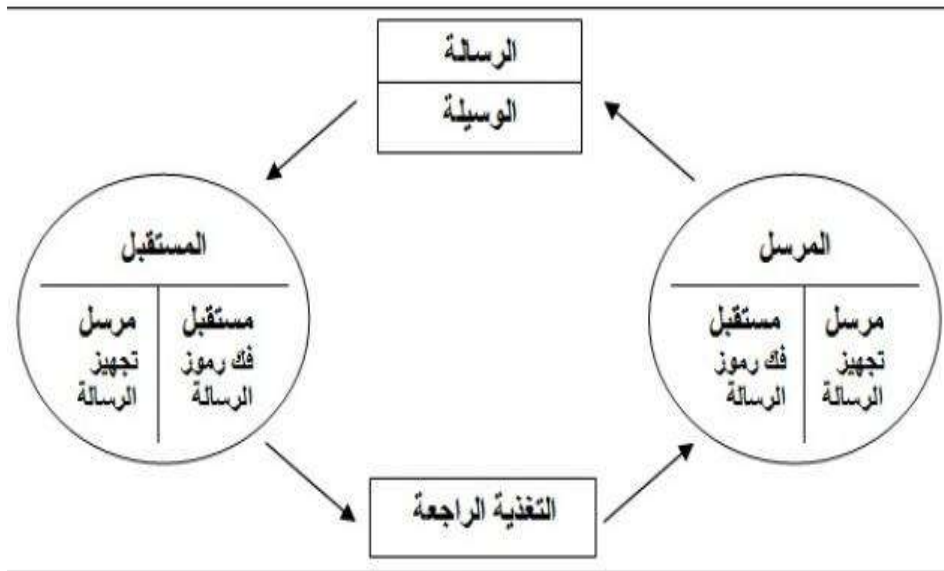 الرسالة
الوسيلة
المرسل
مرسل
تجهيز
الرسالة
مستقبل
فك رموز
الرسالة
المستقبل
مستقبل
فك رموز
الرسالة
مرسل
تجهيز
الرسالة
التغذية الراجعة